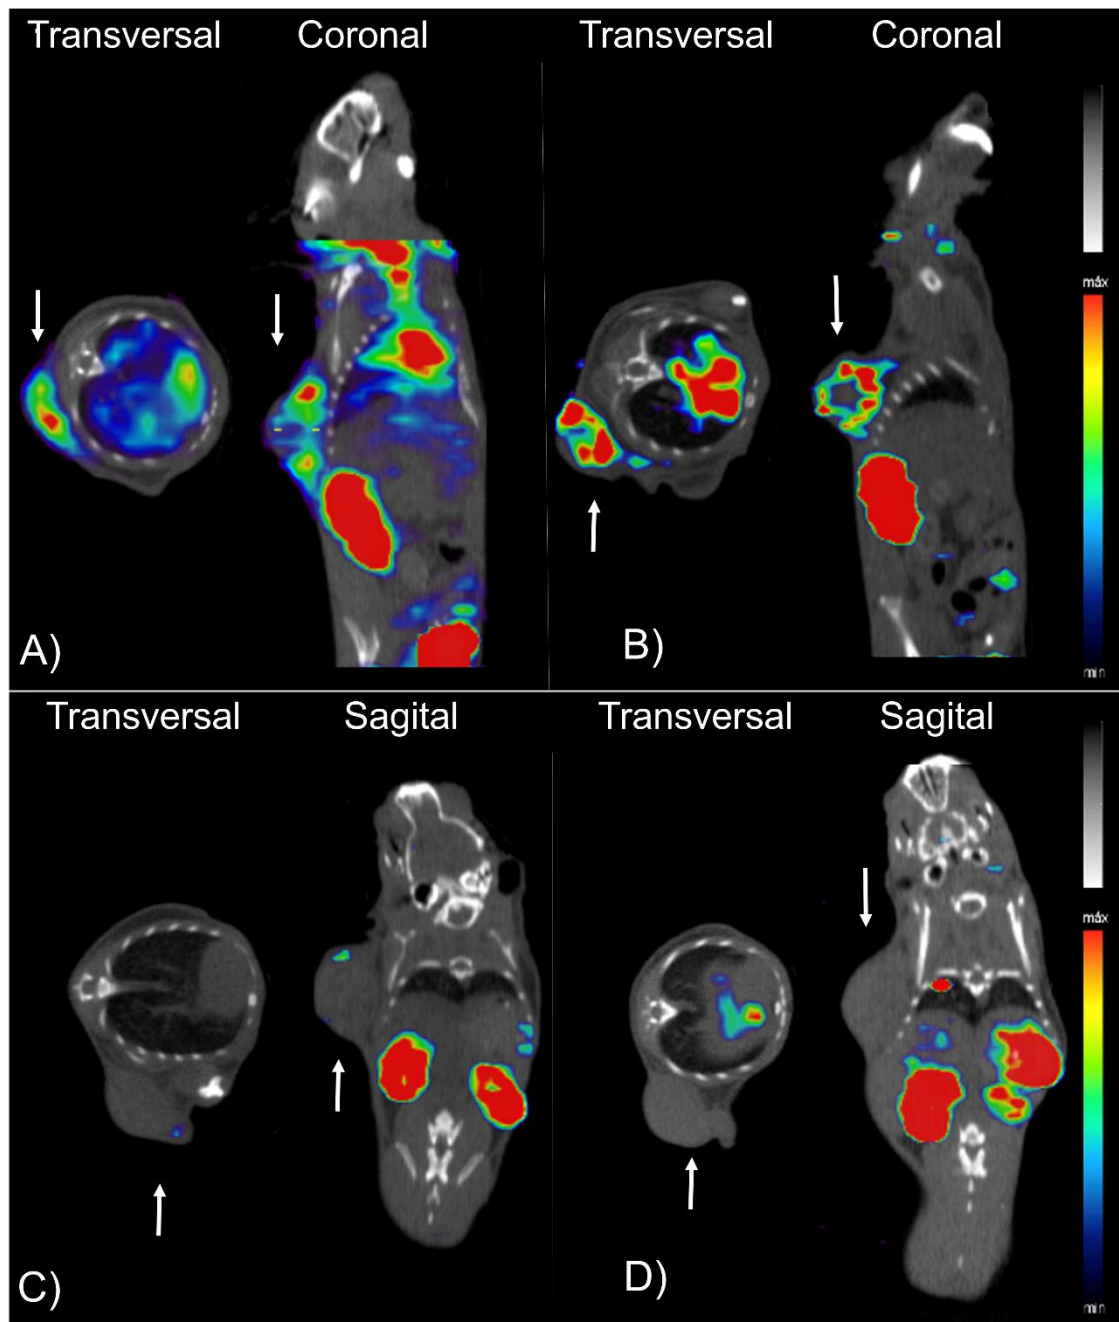 Transversal Coronal Transversal Coronal
máx
A) B)
min
Transversal Sagital Transversal Sagital
máx
C) D)
min